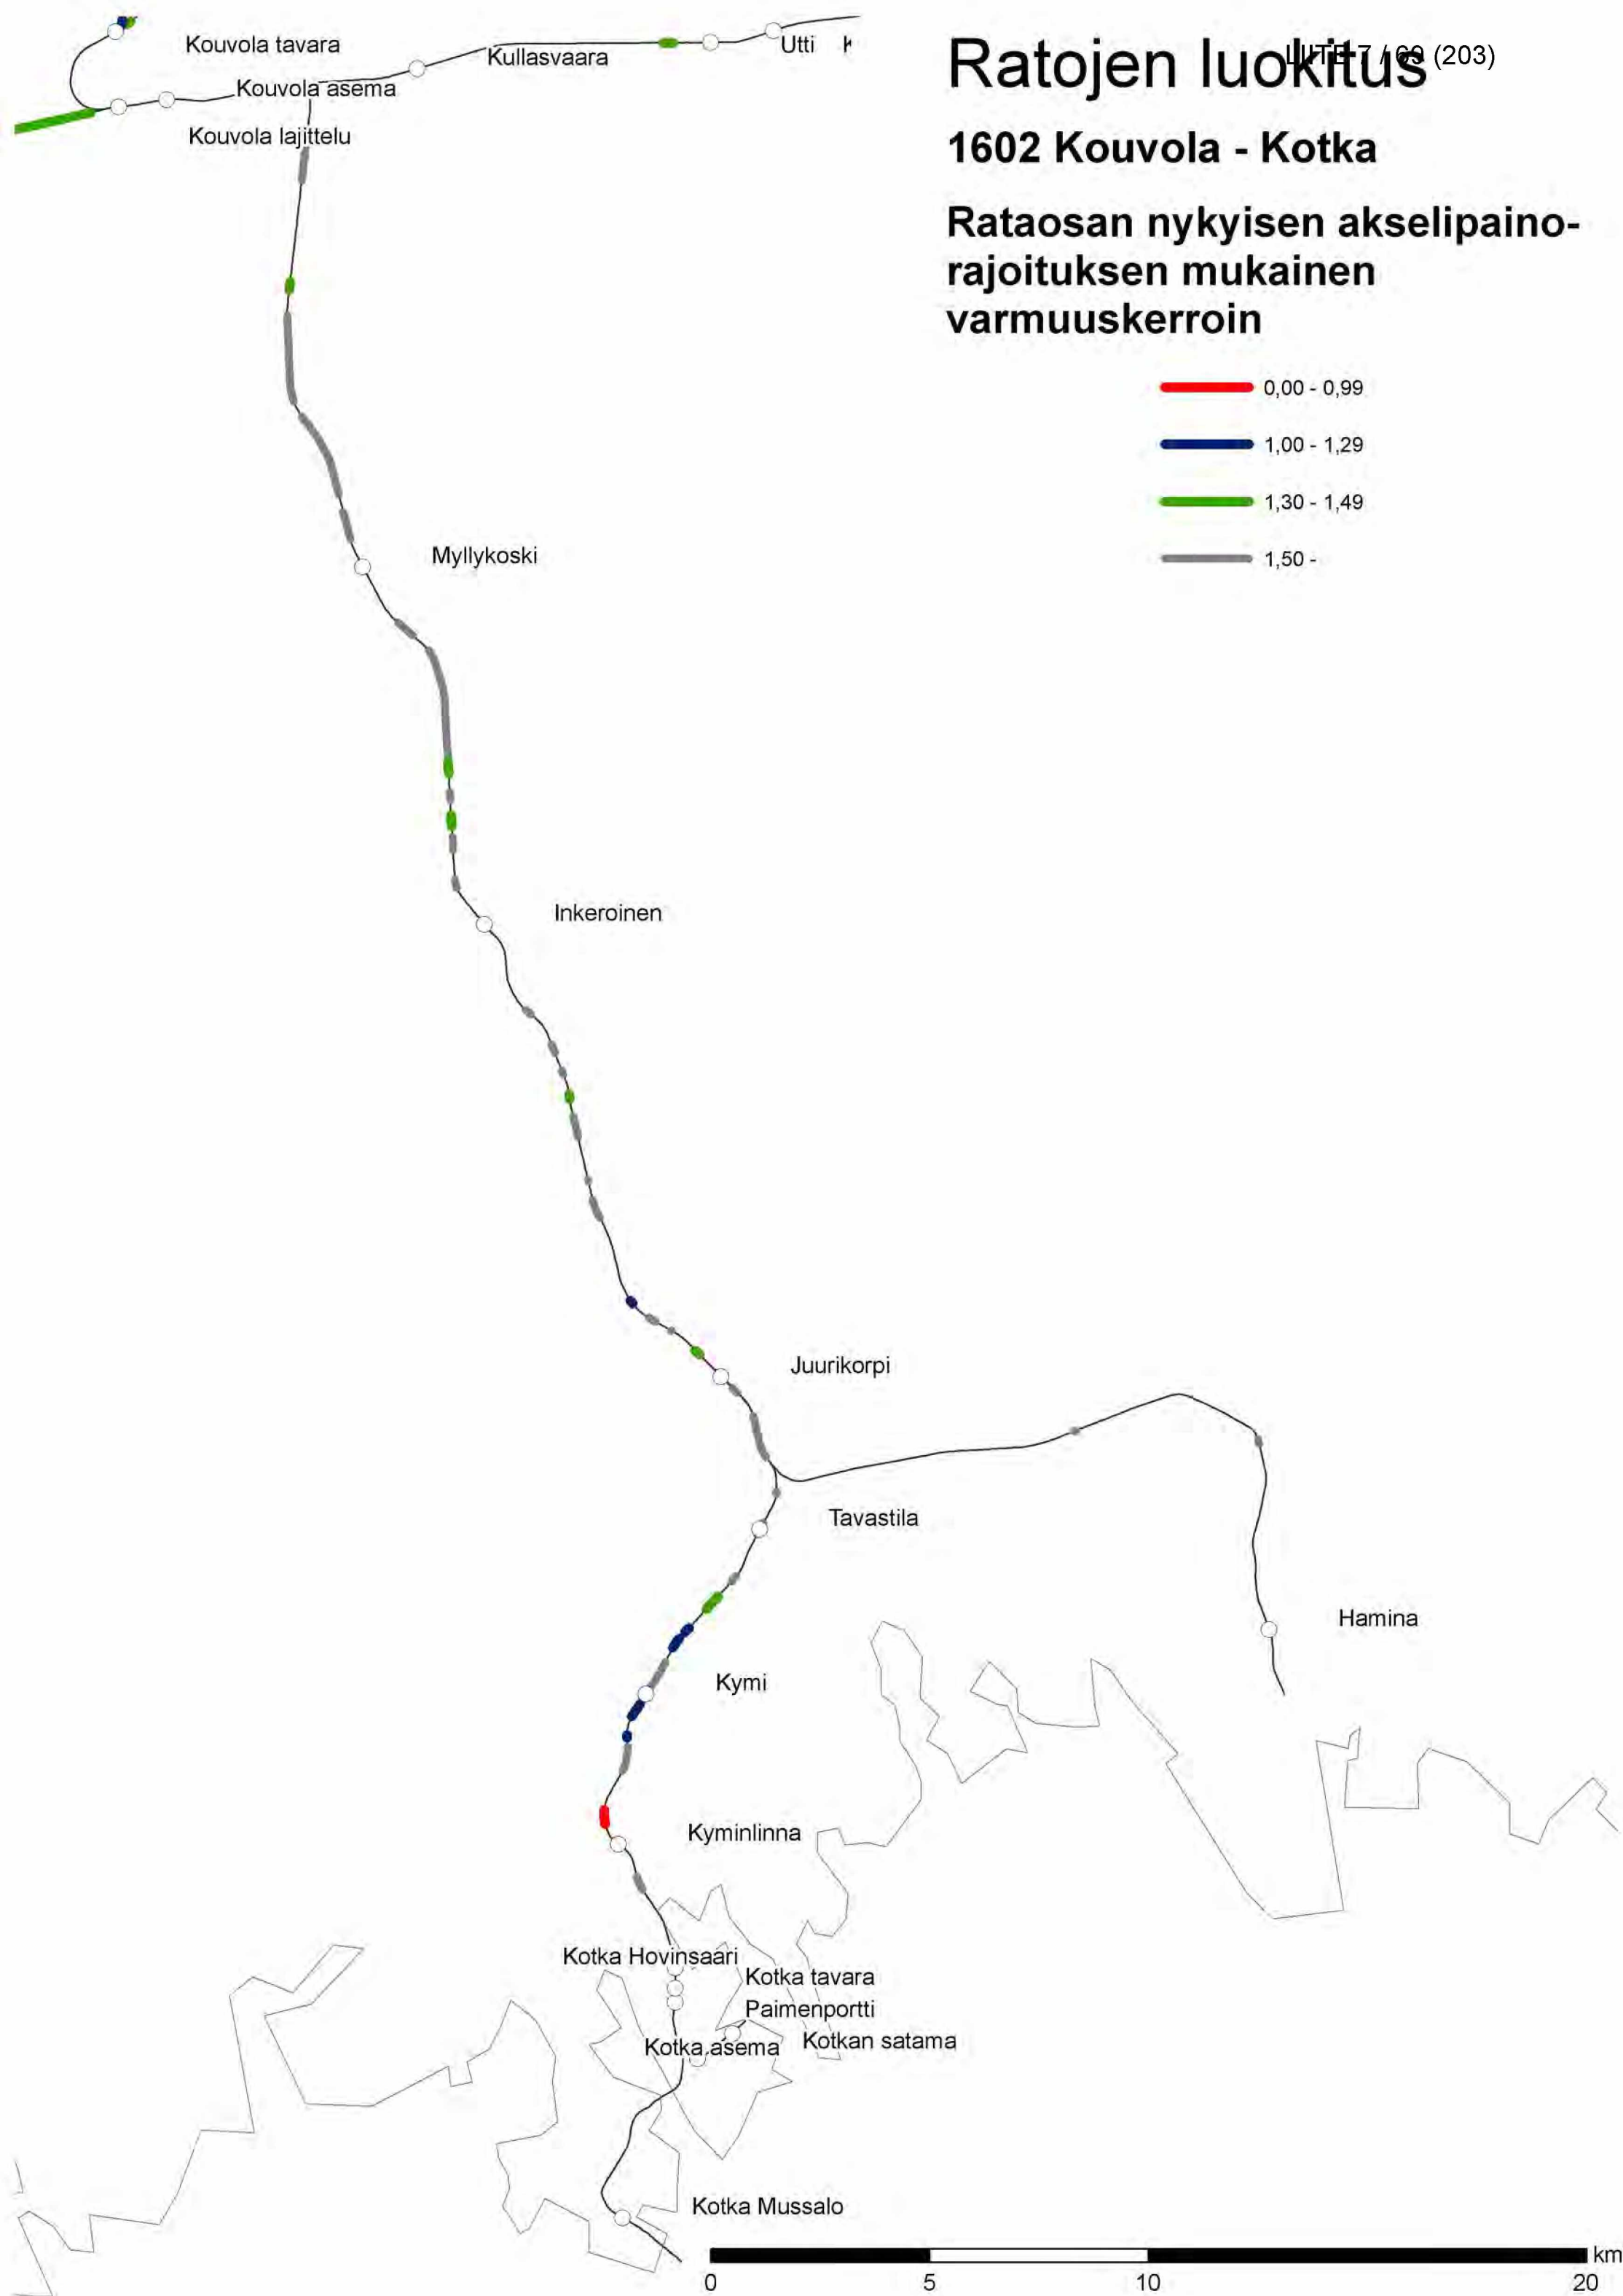 Ratojen luokitus
LIITE 7 / 69 (203)
1602 Kouvola - Kotka
Rataosan nykyisen akselipaino-
rajoituksen mukainen
varmuuskerroin
0,00 - 0,99
1,00 - 1,29
1,30 - 1,49
1,50 -
Kouvola tavara
Kullasvaara
Utti
Kouvola asema
Kouvola lajittelu
Myllykoski
Inkeroinen
Juurikorpi
Tavastila
Hamina
Kymi
Kyminlinna
Kotka Hovinsaari
Kotka tavara
Paimenportti
Kotkan satama
Kotka asema
Kotka Mussalo
km
0 5 10 20